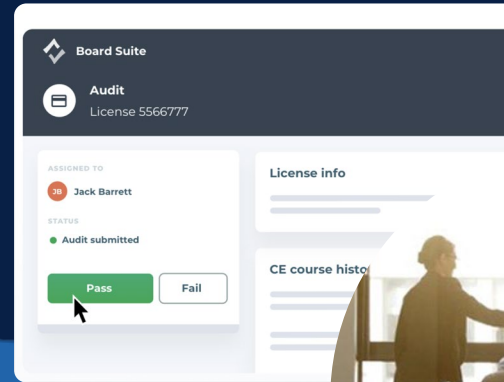 Board Suite
Audit
License 5566777
ASSIGNED TO
JB Jack Barrett
STATUS
Audit submitted
Pass Fail
License info
CE course histo